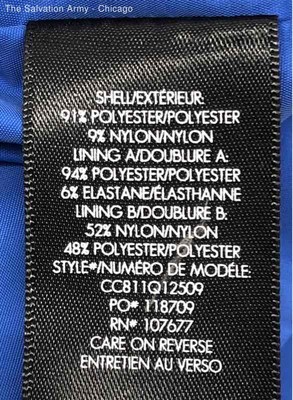 The Salvation Army - Chicago
SHELL/EXTÉRIEUR:
91% POLYESTER/POLYESTER
9% NYLON/NYLON
LINING A/DOUBLURE A:
94% POLYESTER/POLYESTER
6% ELASTANE/ÉLASTHANNE
LINING B/DOUBLURE B:
52% NYLON/NYLON
48% POLYESTER/POLYESTER
STYLE#/NUMÉRO DE MODÉLE:
CC811Q12509
PO# 118709
RN# 107677
CARE ON REVERSE
ENTRETIEN AU VERSO